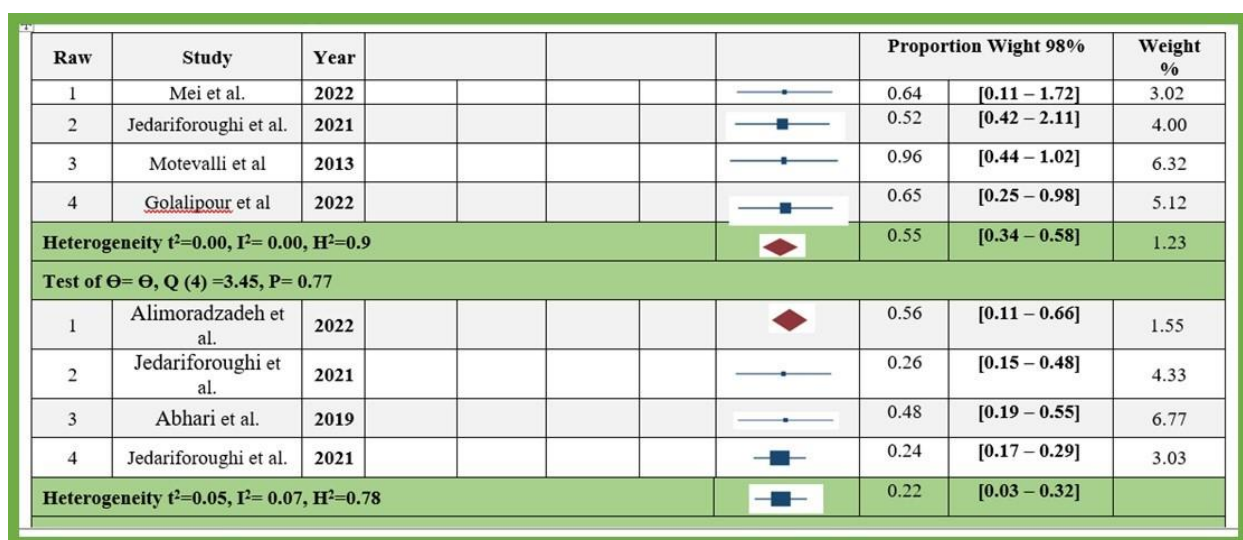 Raw Study Year Proportion Wight 98% Weight %
1 Mei et al. 2022 0.64 [0.11 – 1.72] 3.02
2 Jedariforoughi et al. 2021 0.52 [0.42 – 2.11] 4.00
3 Motevalli et al 2013 0.96 [0.44 – 1.02] 6.32
4 Golalipour et al 2022 0.65 [0.25 – 0.98] 5.12
Heterogeneity t²=0.00, I²= 0.00, H²=0.9 0.55 [0.34 – 0.58] 1.23
Test of Ɵ= Ɵ, Q (4) =3.45, P= 0.77
1 Alimoradzadeh et al. 2022 0.56 [0.11 – 0.66] 1.55
2 Jedariforoughi et al. 2021 0.26 [0.15 – 0.48] 4.33
3 Abhari et al. 2019 0.48 [0.19 – 0.55] 6.77
4 Jedariforoughi et al. 2021 0.24 [0.17 – 0.29] 3.03
Heterogeneity t²=0.05, I²= 0.07, H²=0.78 0.22 [0.03 – 0.32]